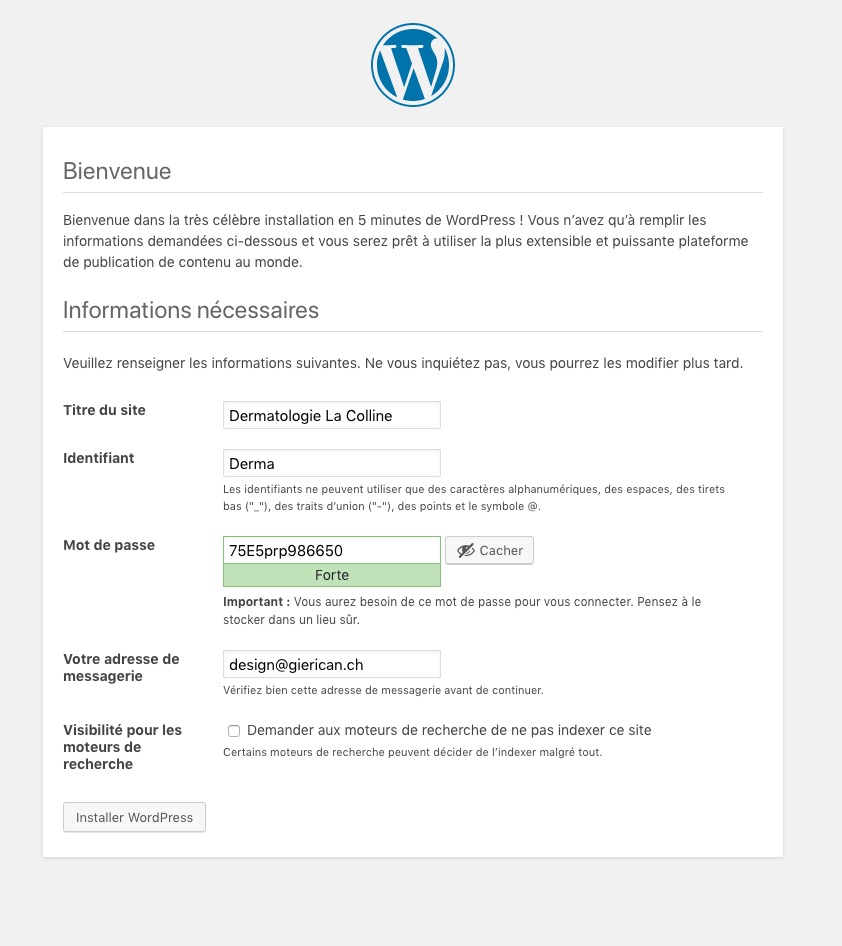 Bienvenue
Bienvenue dans la très célèbre installation en 5 minutes de WordPress ! Vous n’avez qu’à remplir les
informations demandées ci-dessous et vous serez prêt à utiliser la plus extensible et puissante plateforme
de publication de contenu au monde.
Informations nécessaires
Veuillez renseigner les informations suivantes. Ne vous inquiétez pas, vous pourrez les modifier plus tard.
Titre du site
Dermatologie La Colline
Identifiant
Derma
Les identifiants ne peuvent utiliser que des caractères alphanumériques, des espaces, des tirets
bas ("_"), des traits d’union ("-"), des points et le symbole @.
Mot de passe
75E5prp986650
Cacher
Forte
Important : Vous aurez besoin de ce mot de passe pour vous connecter. Pensez à le
stocker dans un lieu sûr.
Votre adresse de
messagerie
design@gierican.ch
Vérifiez bien cette adresse de messagerie avant de continuer.
Visibilité pour les
moteurs de
recherche
Demander aux moteurs de recherche de ne pas indexer ce site
Certains moteurs de recherche peuvent décider de l’indexer malgré tout.
Installer WordPress